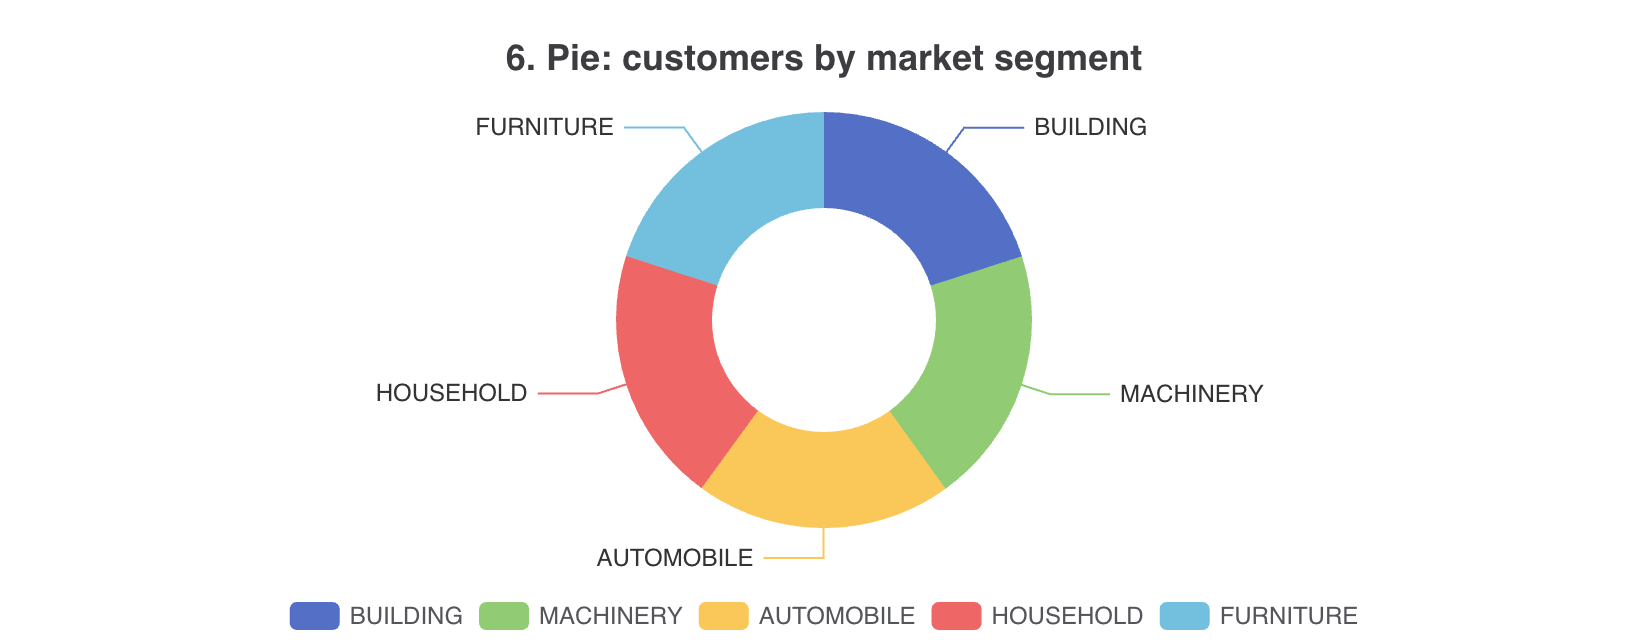 6. Pie: customers by market segment
FURNITURE
BUILDING
HOUSEHOLD
MACHINERY
AUTOMOBILE
BUILDING MACHINERY AUTOMOBILE HOUSEHOLD FURNITURE